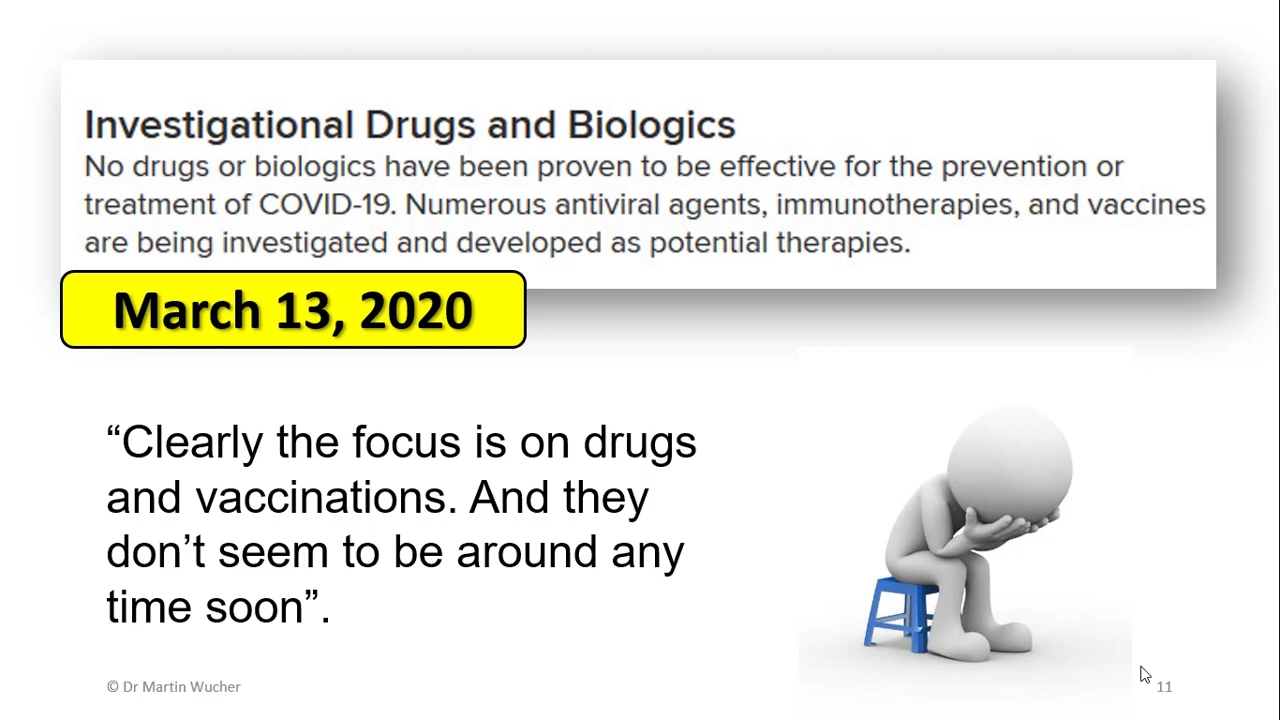 Investigational Drugs and Biologics
No drugs or biologics have been proven to be effective for the prevention or
treatment of COVID-19. Numerous antiviral agents, immunotherapies, and vaccines
are being investigated and developed as potential therapies.
March 13, 2020
“Clearly the focus is on drugs
and vaccinations. And they
don’t seem to be around any
time soon”.
© Dr Martin Wucher
11